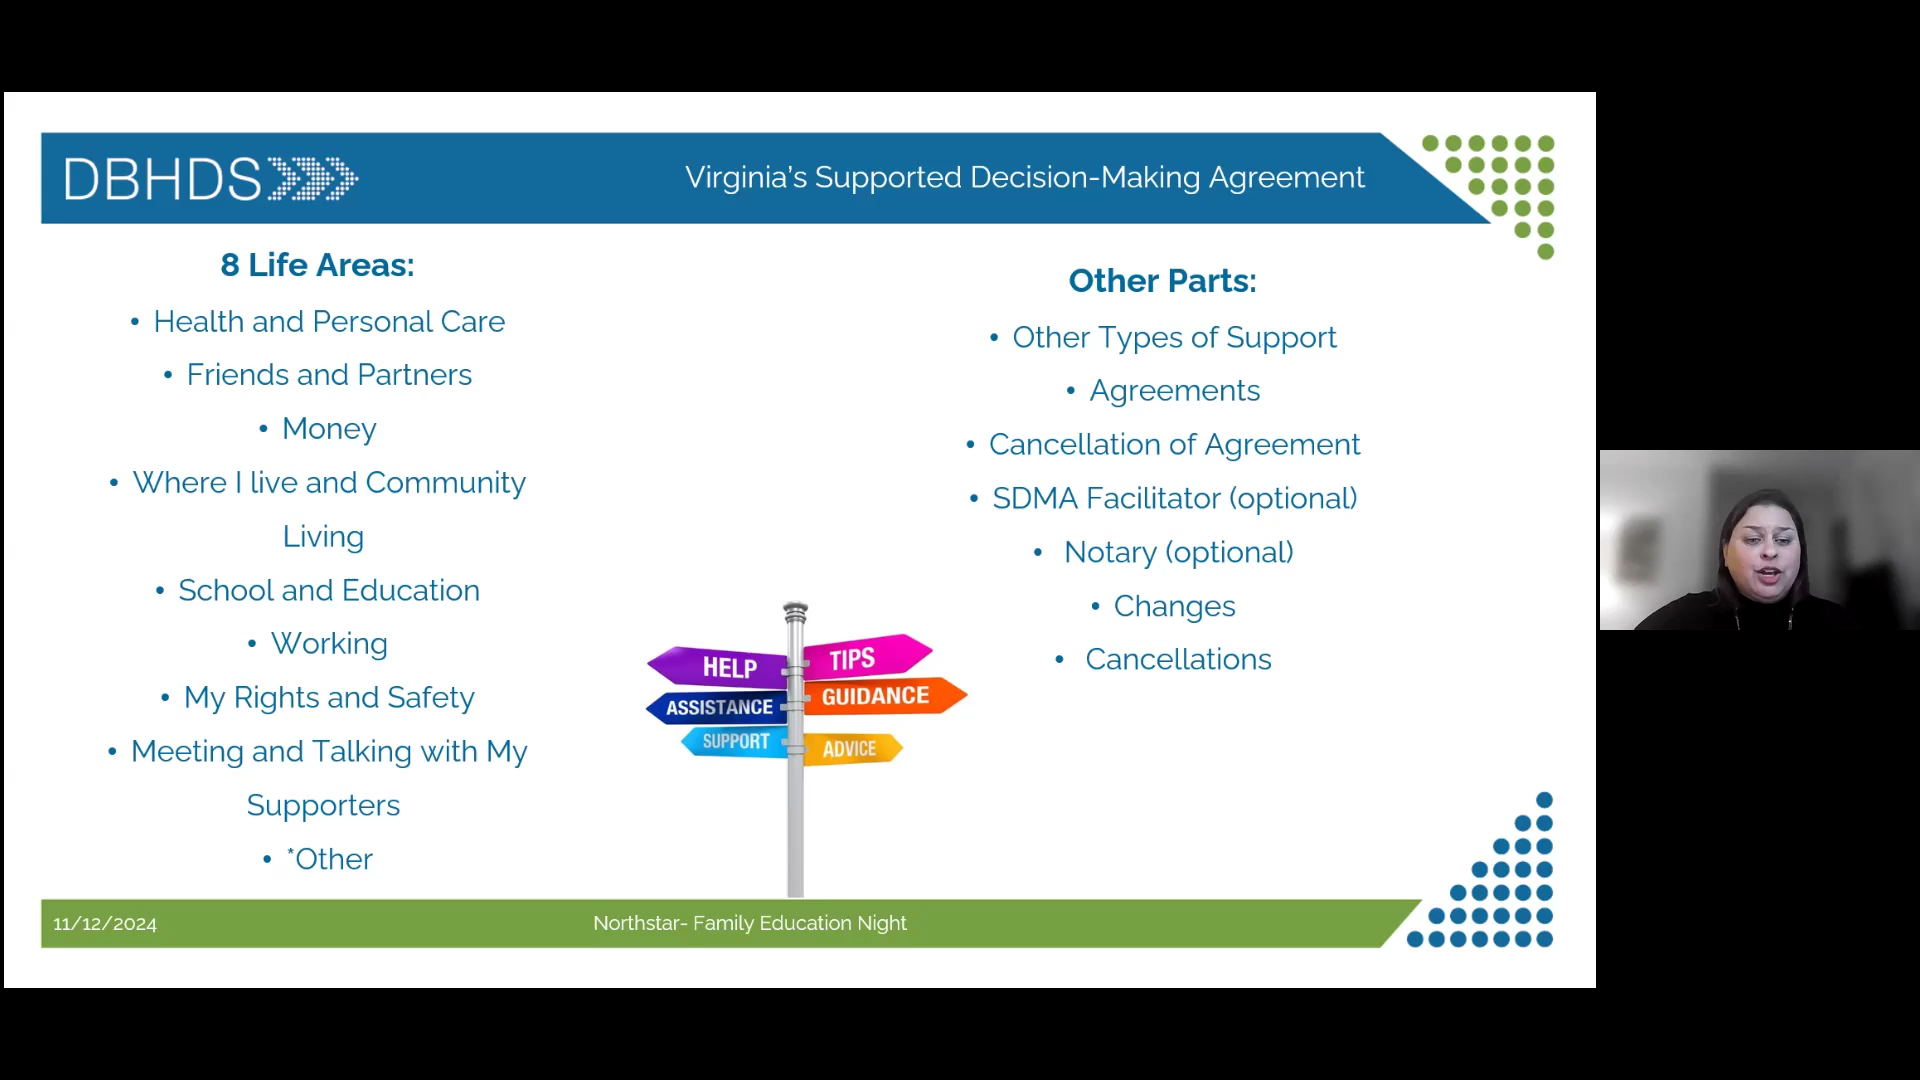 DBHDS
Virginia's Supported Decision-Making Agreement
8 Life Areas:
• Health and Personal Care
• Friends and Partners
• Money
• Where I live and Community
Living
• School and Education
• Working
• My Rights and Safety
• Meeting and Talking with My
Supporters
• *Other
HELP
TIPS
ASSISTANCE
GUIDANCE
SUPPORT
ADVICE
Other Parts:
• Other Types of Support
• Agreements
• Cancellation of Agreement
• SDMA Facilitator (optional)
• Notary (optional)
• Changes
• Cancellations
11/12/2024
Northstar- Family Education Night